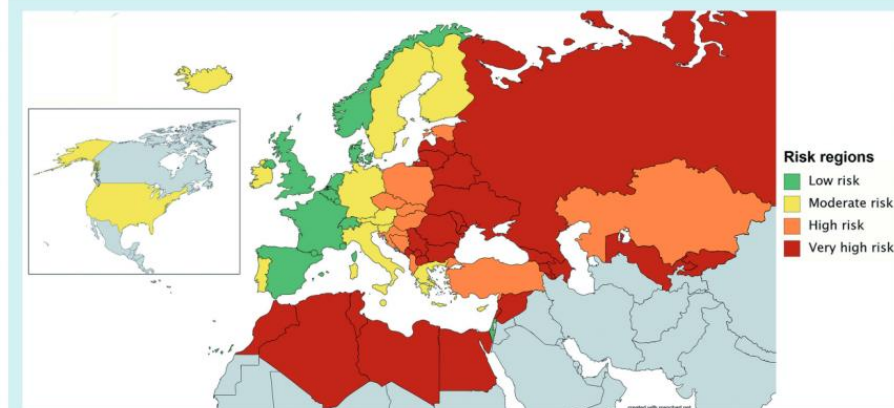 Risk regions
Low risk
Moderate risk
High risk
Very high risk